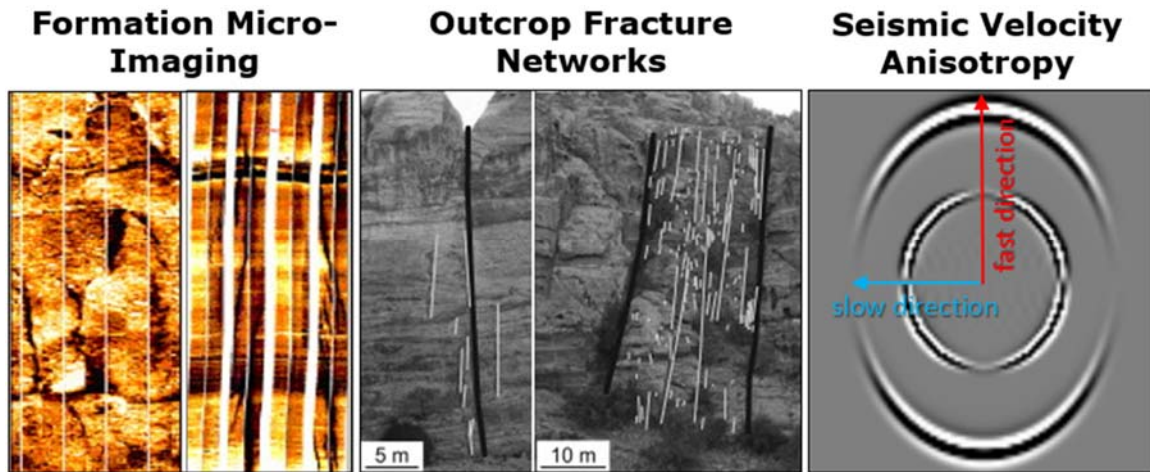 Formation Micro-
Imaging
Outcrop Fracture
Networks
Seismic Velocity
Anisotropy
5 m
10 m
fast direction
slow direction